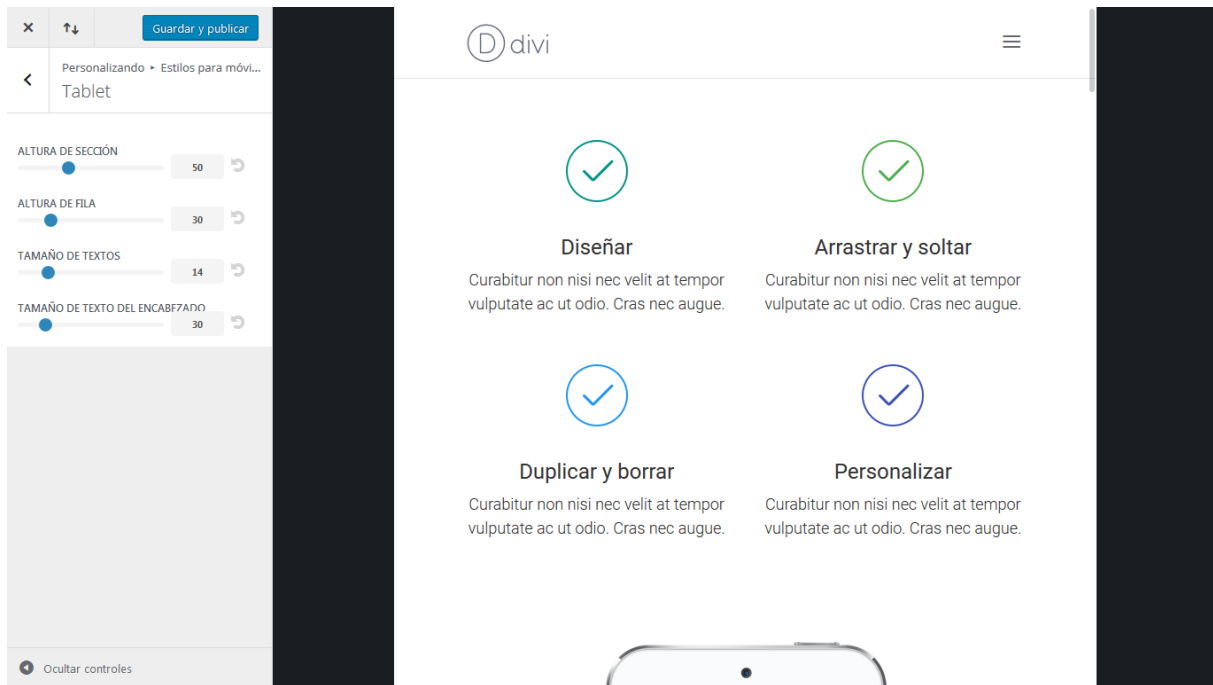 Guardar y publicar
Personalizando ▸ Estilos para móvi...
Tablet
ALTURA DE SECCIÓN
50
ALTURA DE FILA
30
TAMAÑO DE TEXTOS
14
TAMAÑO DE TEXTO DEL ENCABEZADO
30
Ocultar controles
D divi
Diseñar
Curabitur non nisi nec velit at tempor
vulputate ac ut odio. Cras nec augue.
Arrastrar y soltar
Curabitur non nisi nec velit at tempor
vulputate ac ut odio. Cras nec augue.
Duplicar y borrar
Curabitur non nisi nec velit at tempor
vulputate ac ut odio. Cras nec augue.
Personalizar
Curabitur non nisi nec velit at tempor
vulputate ac ut odio. Cras nec augue.